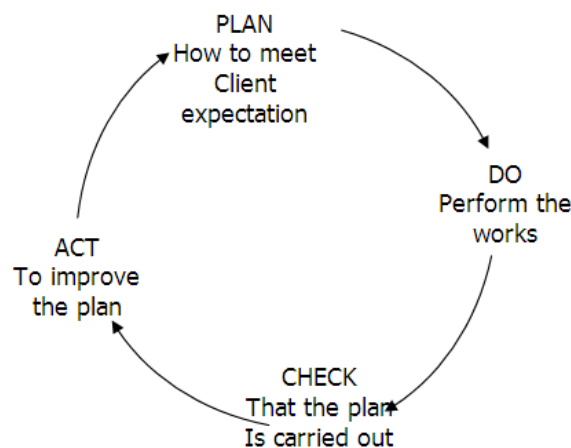 PLAN
How to meet
Client
expectation
DO
Perform the
works
CHECK
That the plan
Is carried out
ACT
To improve
the plan